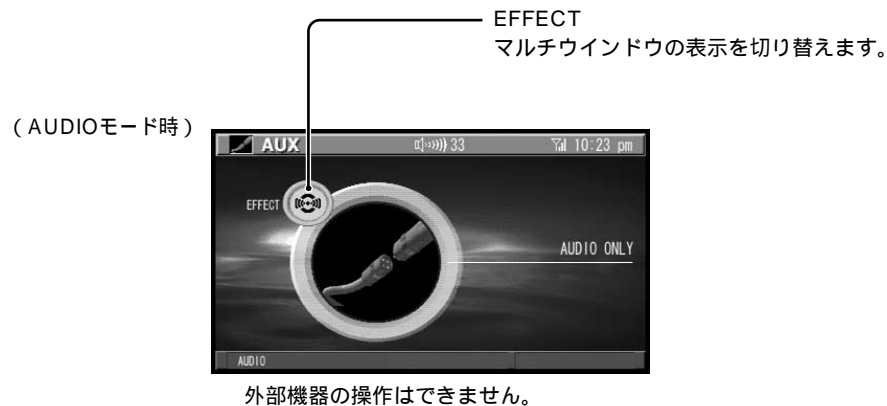 EFFECT
マルチウインドウの表示を切り替えます。
(AUDIOモード時)
AUX 33 10:23 pm
EFFECT
AUDIO ONLY
AUDIO
外部機器の操作はできません。